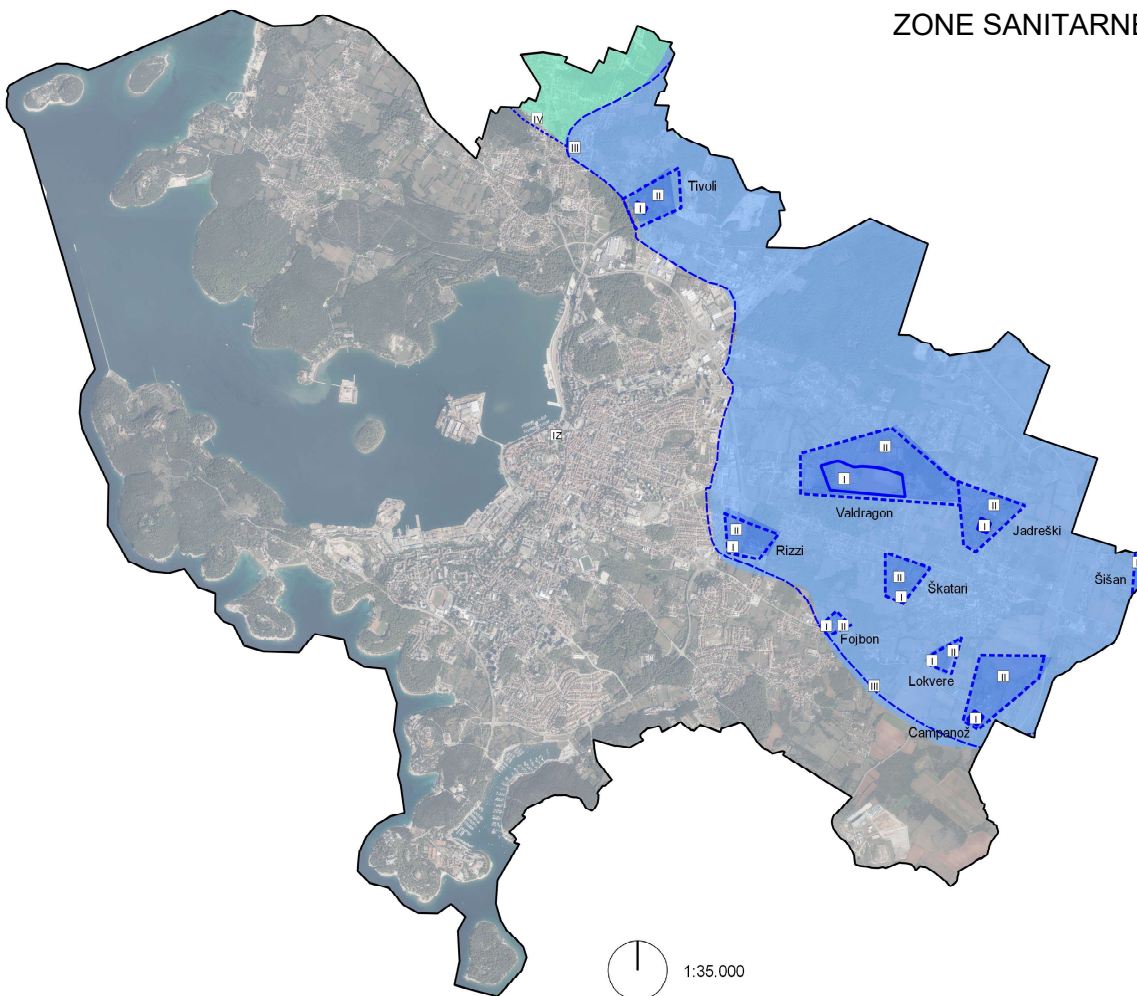 ZONE SANITARNE
IV
III
Tivoli
II
I
IZ
II
I
Valdragon
II
I
Jadreški
II
I
Rizzi
II
I
Škatari
Šišan
I
II
Fojbon
II
I
Lokvere
II
III
I
Campanož
1:35.000